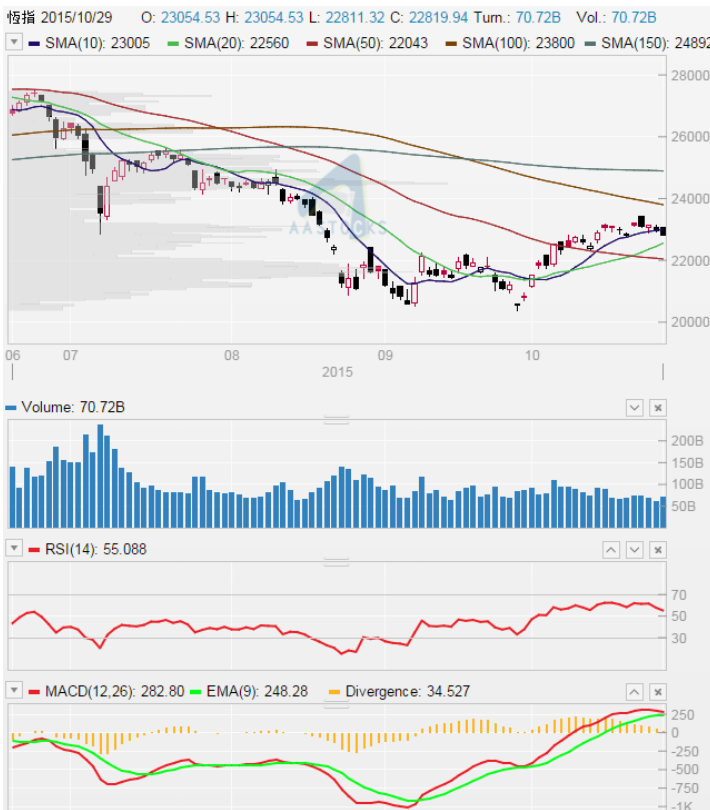 恆指 2015/10/29 O: 23054.53 H: 23054.53 L: 22811.32 C: 22819.94 Turn.: 70.72B Vol.: 70.72B
SMA(10): 23005 SMA(20): 22560 SMA(50): 22043 SMA(100): 23800 SMA(150): 24892
28000
26000
24000
AASTOCKS
22000
20000
06 07 08 09 10
2015
Volume: 70.72B
200B
150B
100B
50B
RSI(14): 55.088
70
50
30
MACD(12,26): 282.80 EMA(9): 248.28 Divergence: 34.527
250
0
-250
-500
-750
-1K